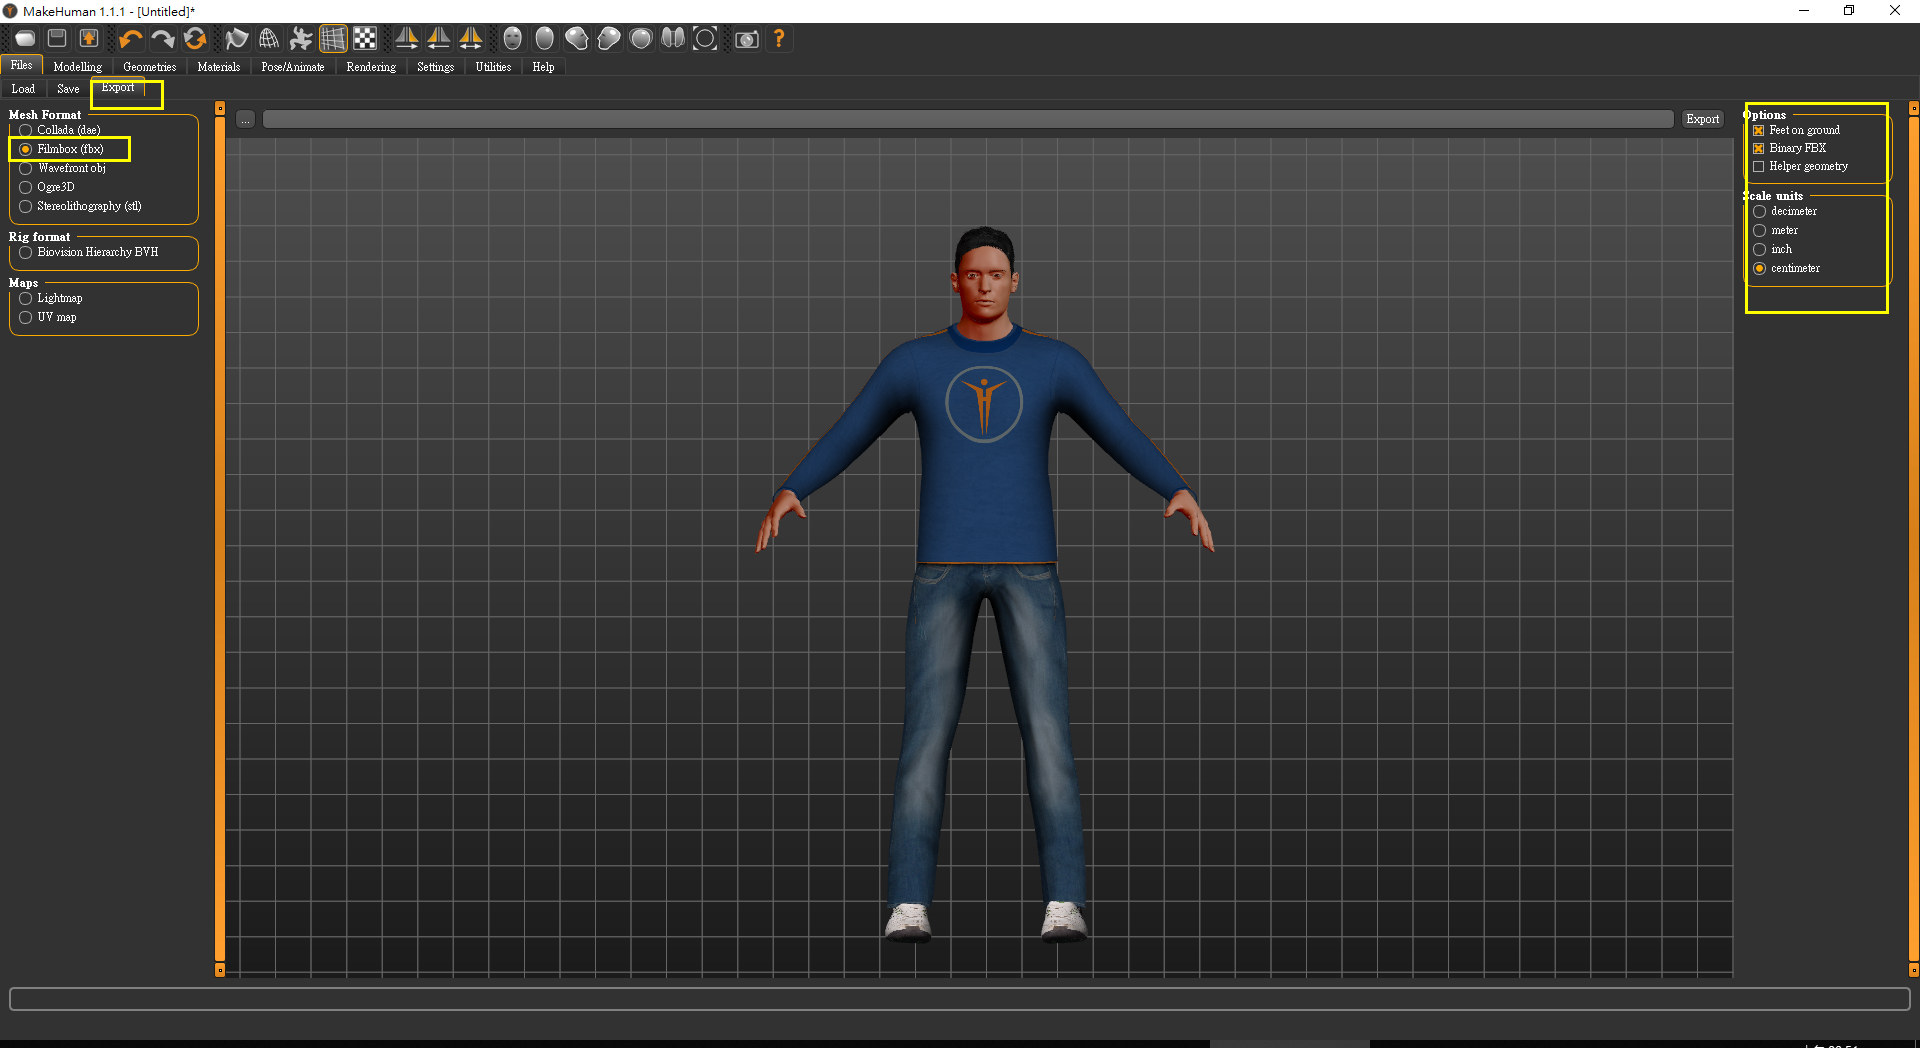 MakeHuman 1.1.1 - [Untitled]*
?
Files Modelling Geometries Materials Pose/Animate Rendering Settings Utilities Help
Load Save Export
Mesh Format
Collada (dae)
Filmbox (fbx)
Wavefront obj
Ogre3D
Stereolithography (stl)
Rig format
Biovision Hierarchy BVH
Maps
Lightmap
UV map
... Export
Options
Feet on ground
Binary FBX
Helper geometry
Scale units
decimeter
meter
inch
centimeter